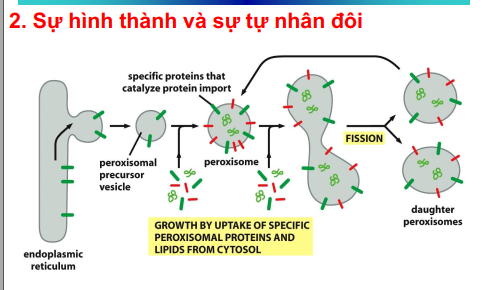 2. Sự hình thành và sự tự nhân đôi
specific proteins that
catalyze protein import
peroxisomal
precursor
vesicle
peroxisome
FISSION
daughter
peroxisomes
GROWTH BY UPTAKE OF SPECIFIC
PEROXISOMAL PROTEINS AND
LIPIDS FROM CYTOSOL
endoplasmic
reticulum